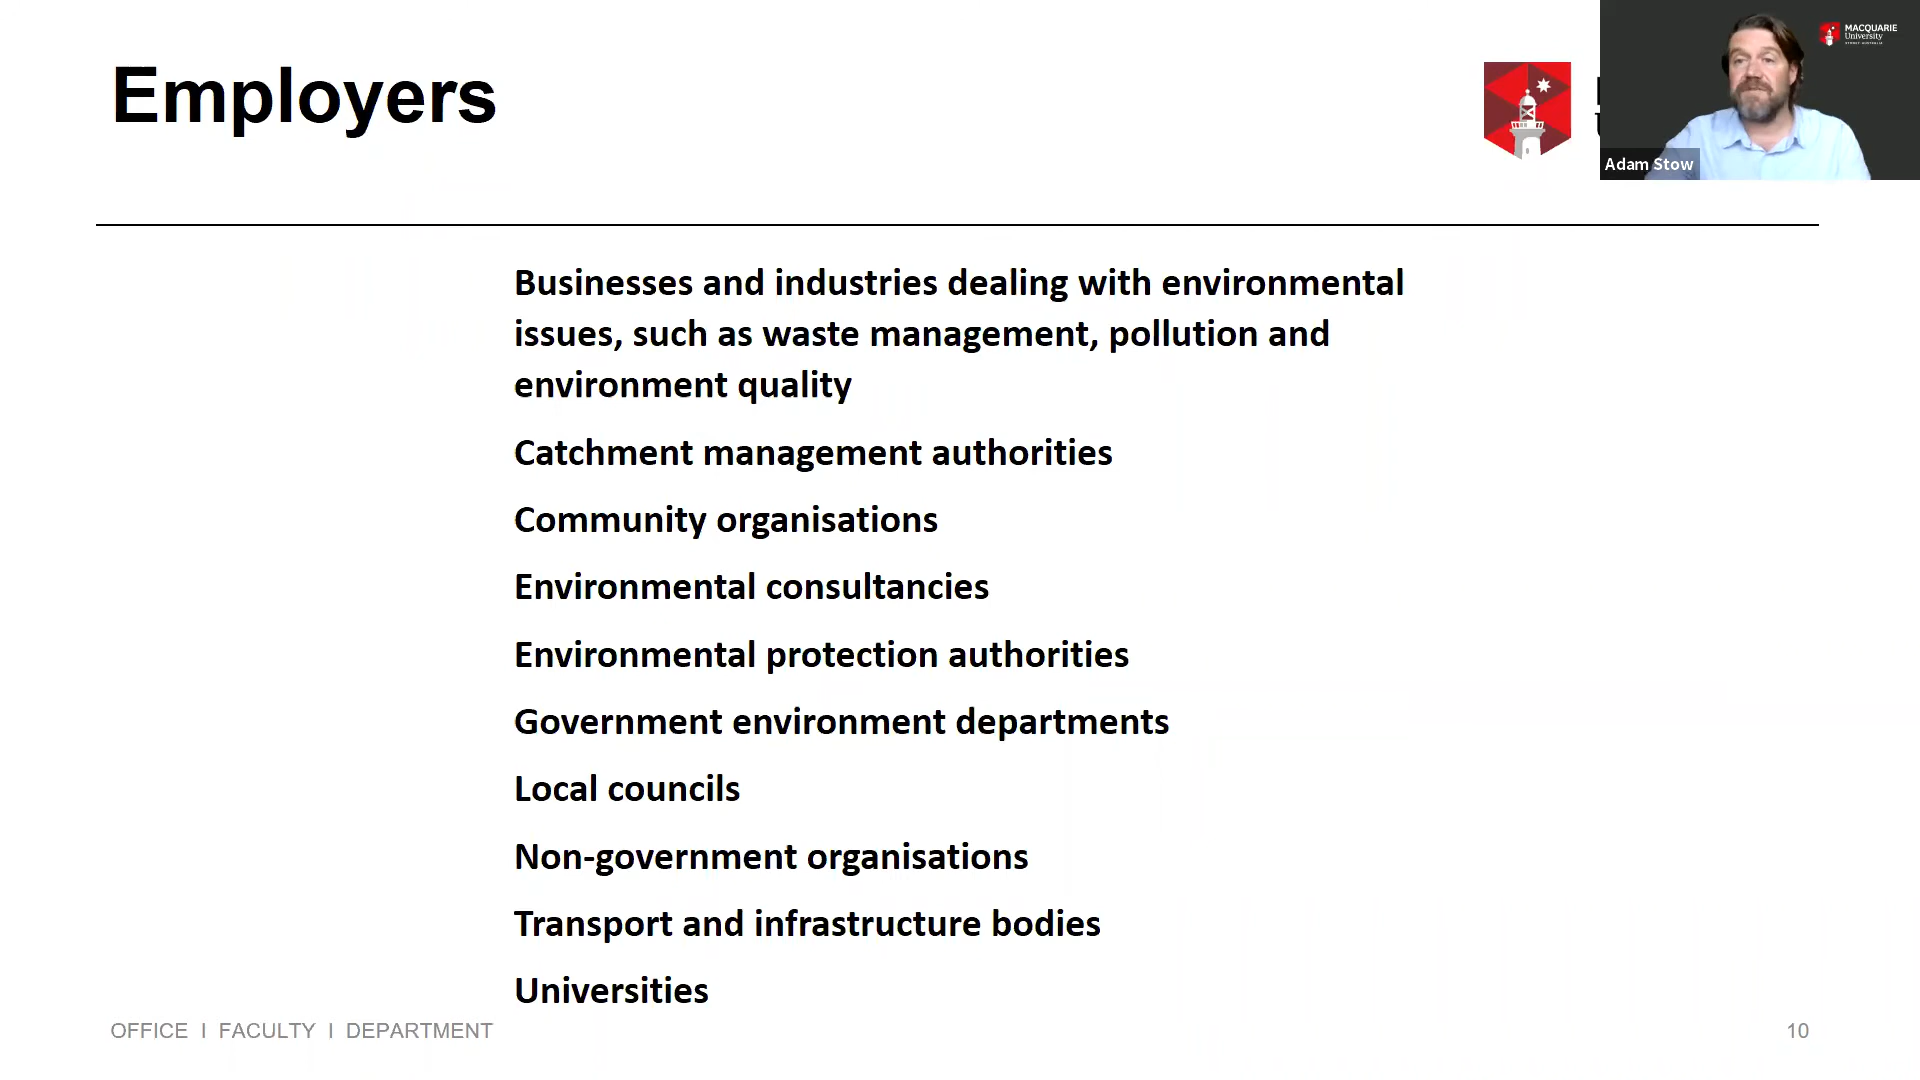 Employers
MACQUARIE
University
SYDNEY·AUSTRALIA
Adam Stow
Businesses and industries dealing with environmental
issues, such as waste management, pollution and
environment quality
Catchment management authorities
Community organisations
Environmental consultancies
Environmental protection authorities
Government environment departments
Local councils
Non-government organisations
Transport and infrastructure bodies
Universities
OFFICE I FACULTY I DEPARTMENT
10